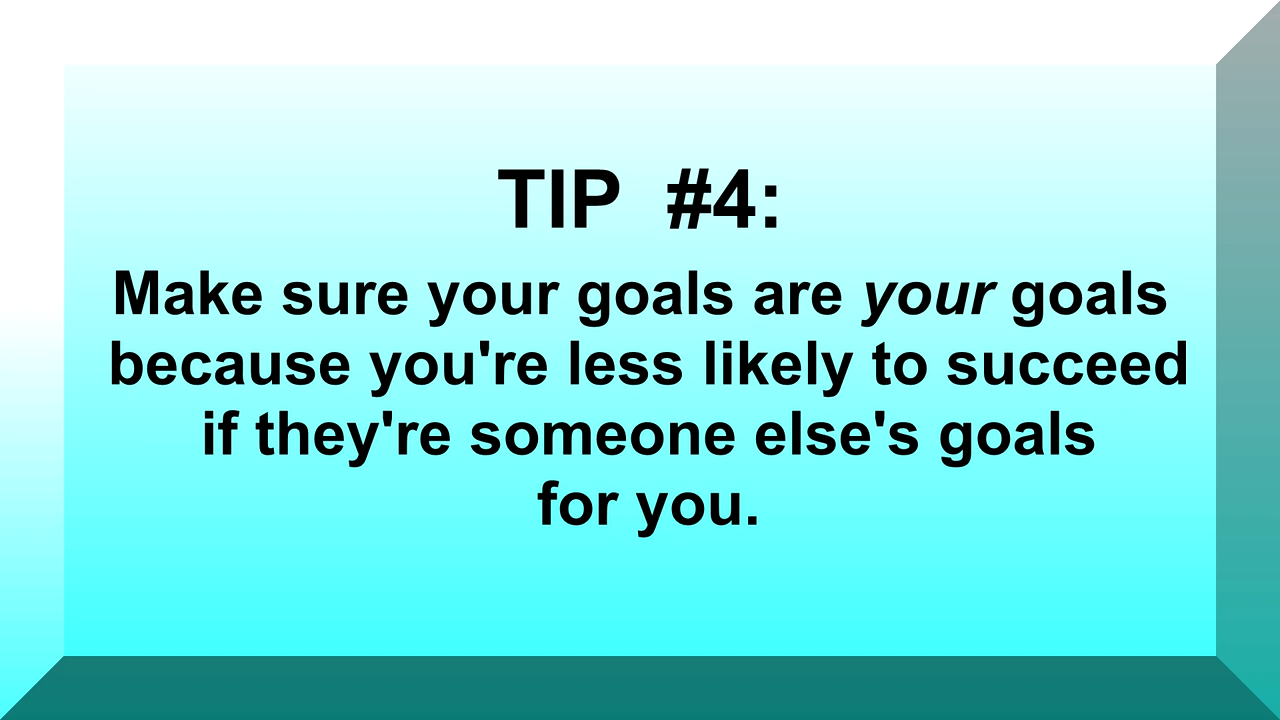 TIP  #4:
Make sure your goals are your goals
because you're less likely to succeed
if they're someone else's goals
for you.